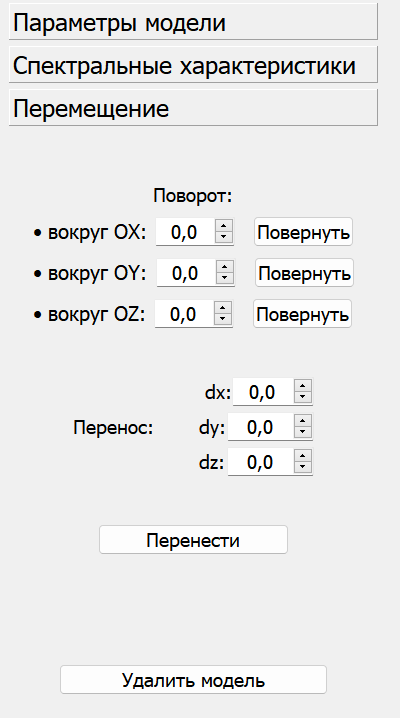 Параметры модели
Спектральные характеристики
Перемещение
Поворот:
• вокруг OX: 0,0 Повернуть
• вокруг OY: 0,0 Повернуть
• вокруг OZ: 0,0 Повернуть
dx: 0,0
Перенос: dy: 0,0
dz: 0,0
Перенести
Удалить модель